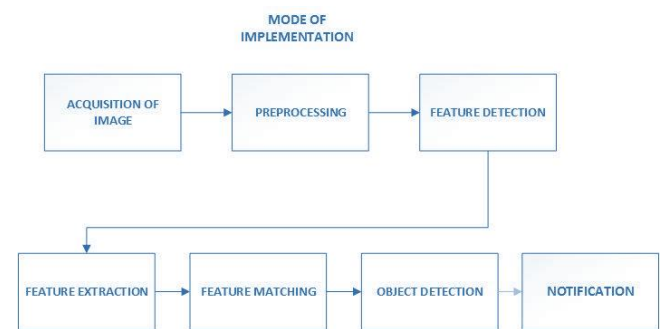 MODE OF
IMPLEMENTATION
ACQUISITION OF
IMAGE
PREPROCESSING
FEATURE DETECTION
FEATURE EXTRACTION
FEATURE MATCHING
OBJECT DETECTION
NOTIFICATION